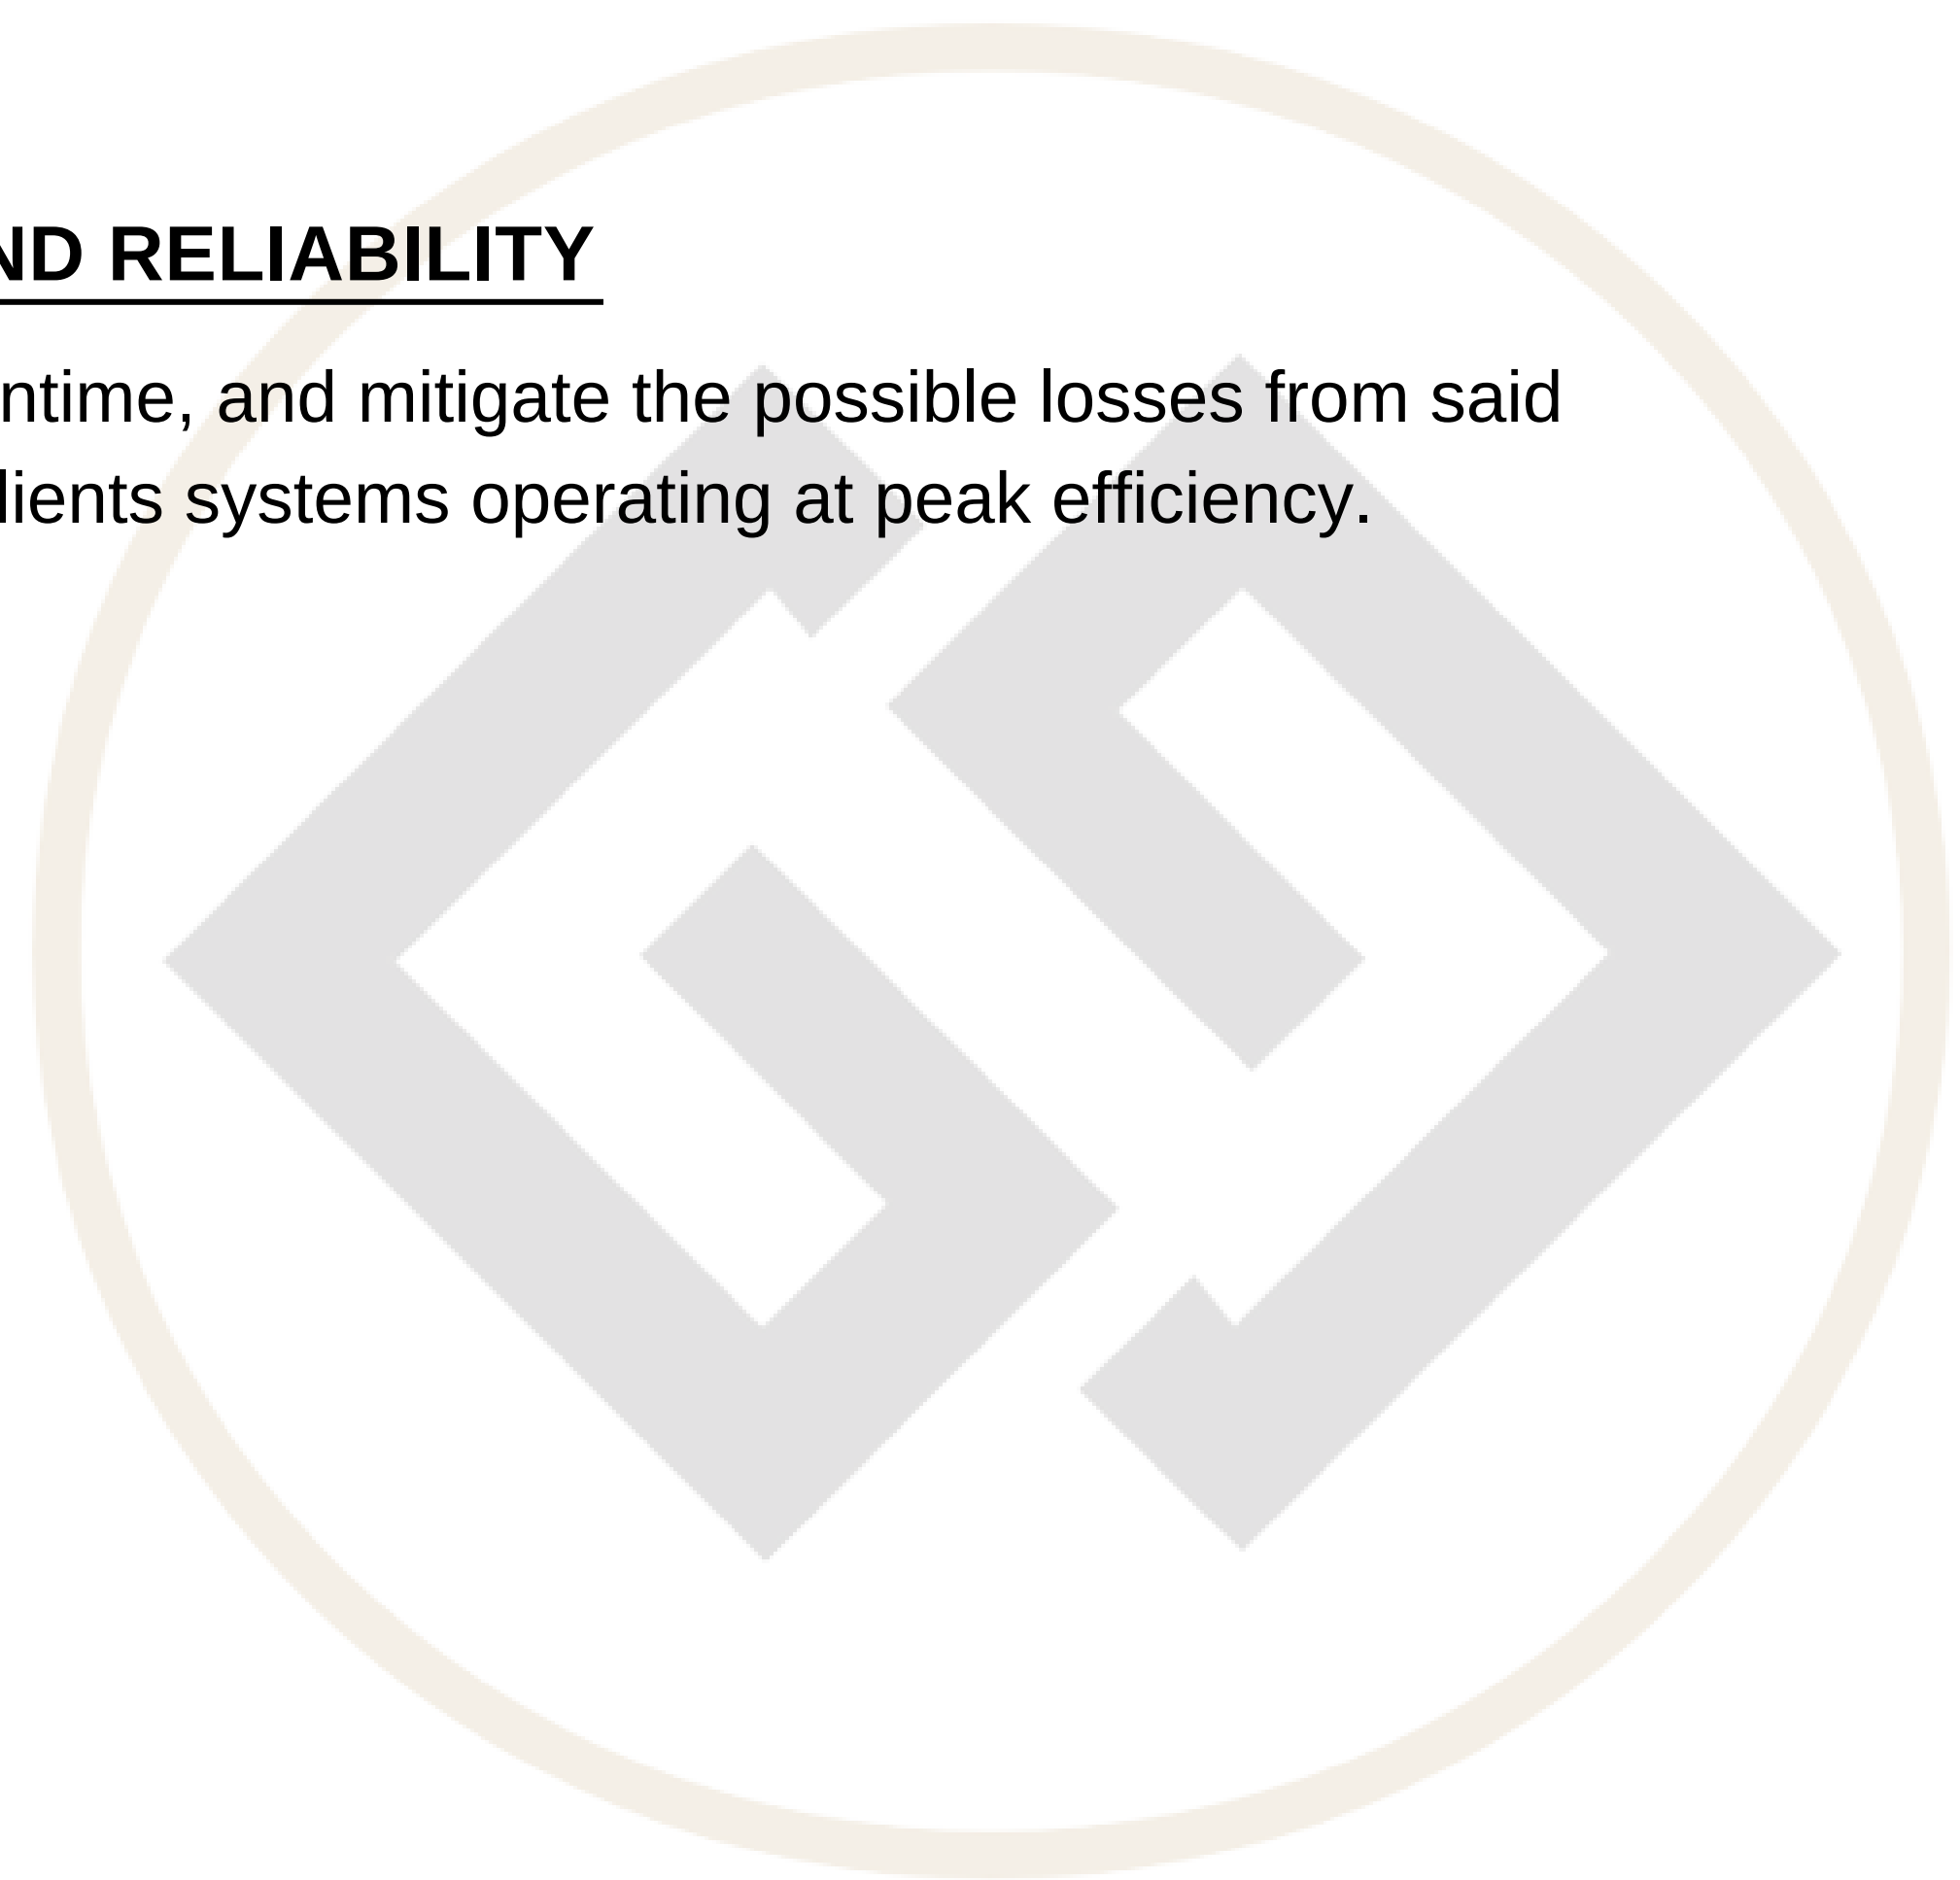 ND RELIABILITY
ntime, and mitigate the possible losses from said
lients systems operating at peak efficiency.